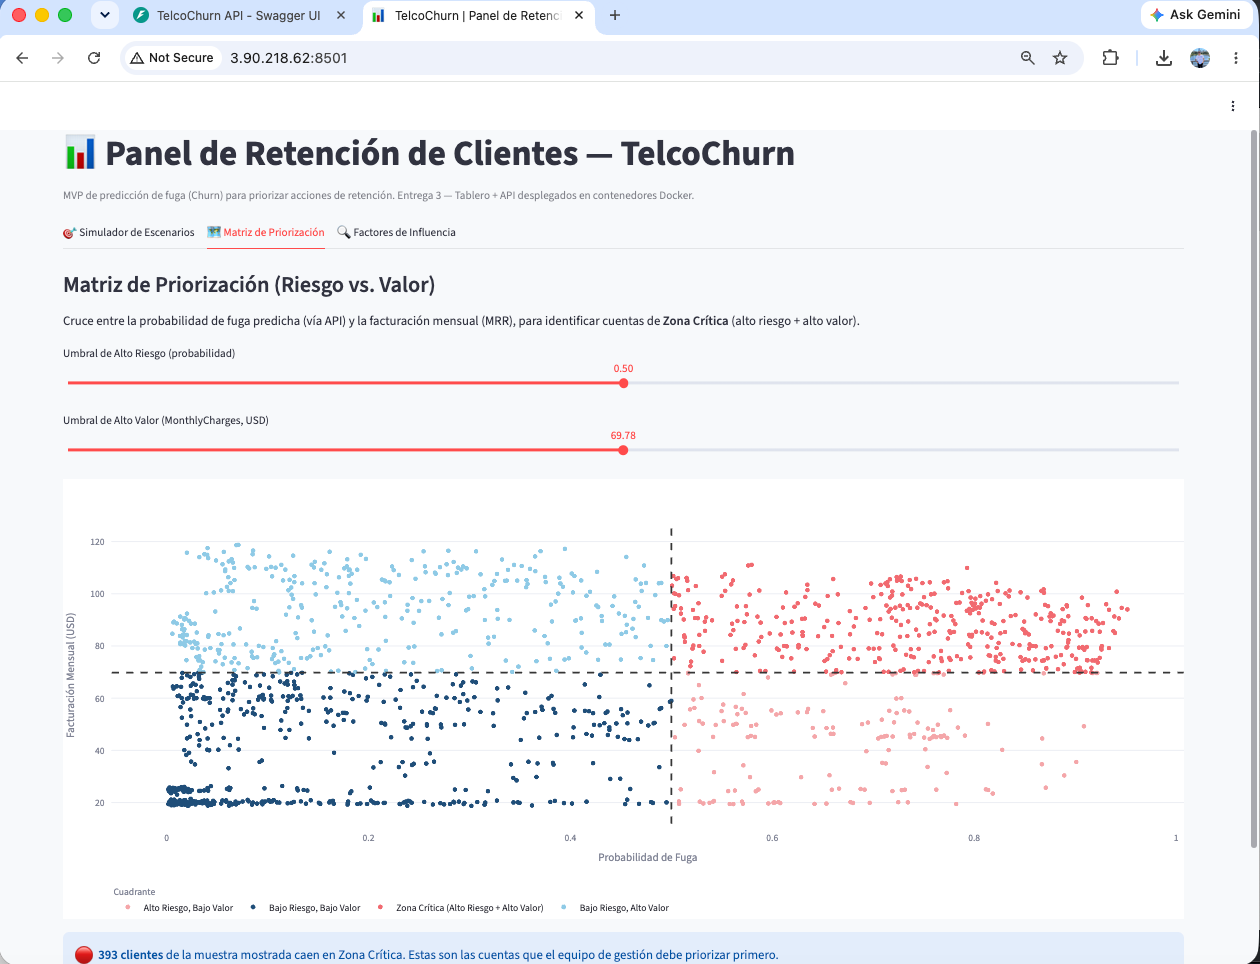 TelcoChurn API - Swagger UI
TelcoChurn | Panel de Retenc
Ask Gemini
Not Secure
3.90.218.62:8501
Panel de Retención de Clientes — TelcoChurn
MVP de predicción de fuga (Churn) para priorizar acciones de retención. Entrega 3 — Tablero + API desplegados en contenedores Docker.
Simulador de Escenarios
Matriz de Priorización
Factores de Influencia
Matriz de Priorización (Riesgo vs. Valor)
Cruce entre la probabilidad de fuga predicha (vía API) y la facturación mensual (MRR), para identificar cuentas de Zona Crítica (alto riesgo + alto valor).
Umbral de Alto Riesgo (probabilidad)
0.50
Umbral de Alto Valor (MonthlyCharges, USD)
69.78
120
100
80
60
40
20
Facturación Mensual (USD)
0
0.2
0.4
0.6
0.8
1
Probabilidad de Fuga
Cuadrante
Alto Riesgo, Bajo Valor
Bajo Riesgo, Bajo Valor
Zona Crítica (Alto Riesgo + Alto Valor)
Bajo Riesgo, Alto Valor
393 clientes de la muestra mostrada caen en Zona Crítica. Estas son las cuentas que el equipo de gestión debe priorizar primero.